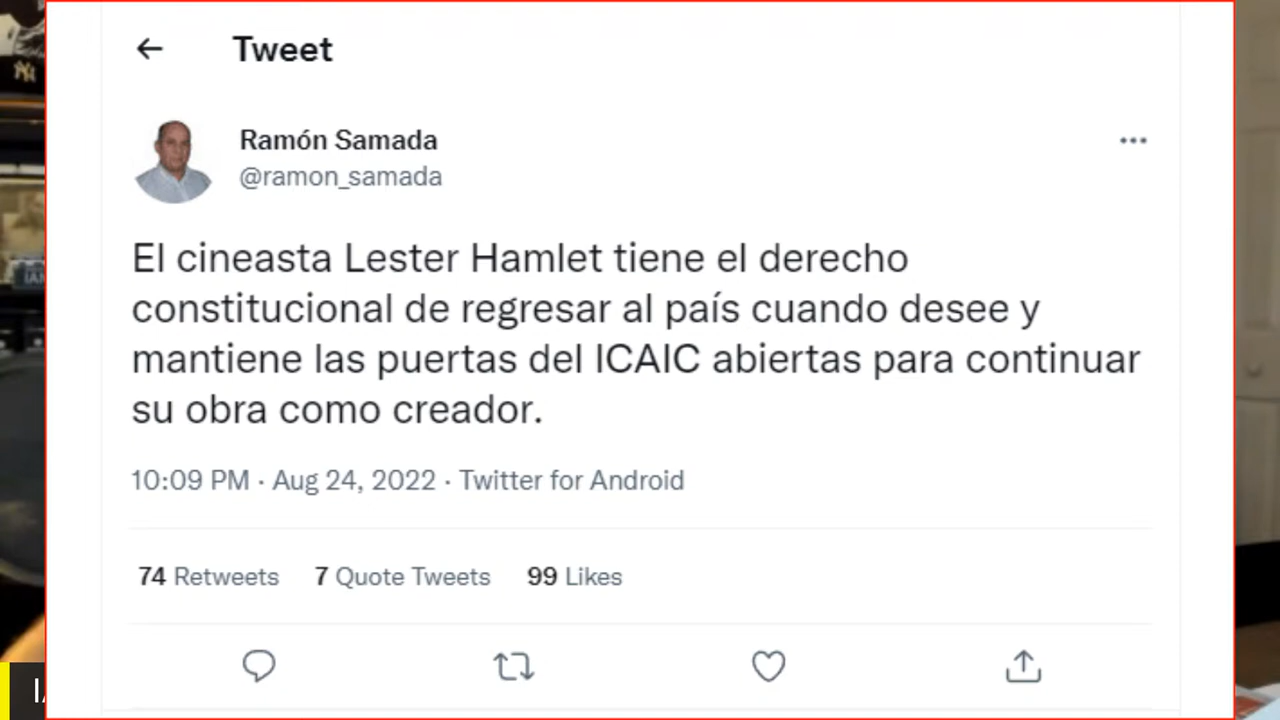 Tweet
Ramón Samada
@ramon_samada
El cineasta Lester Hamlet tiene el derecho
constitucional de regresar al país cuando desee y
mantiene las puertas del ICAIC abiertas para continuar
su obra como creador.
10:09 PM · Aug 24, 2022 · Twitter for Android
74 Retweets 7 Quote Tweets 99 Likes